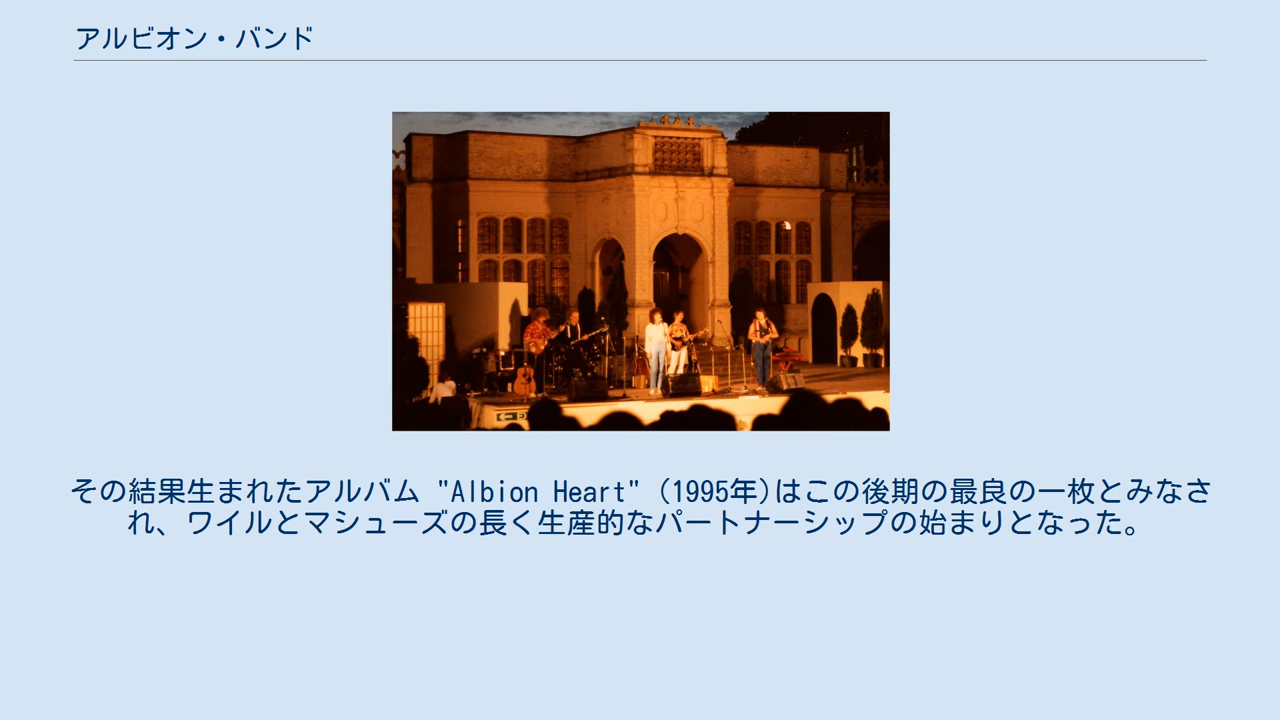 アルビオン・バンド
その結果生まれたアルバム "Albion Heart" (1995年)はこの後期の最良の一枚とみなさ
れ、ワイルとマシューズの長く生産的なパートナーシップの始まりとなった。